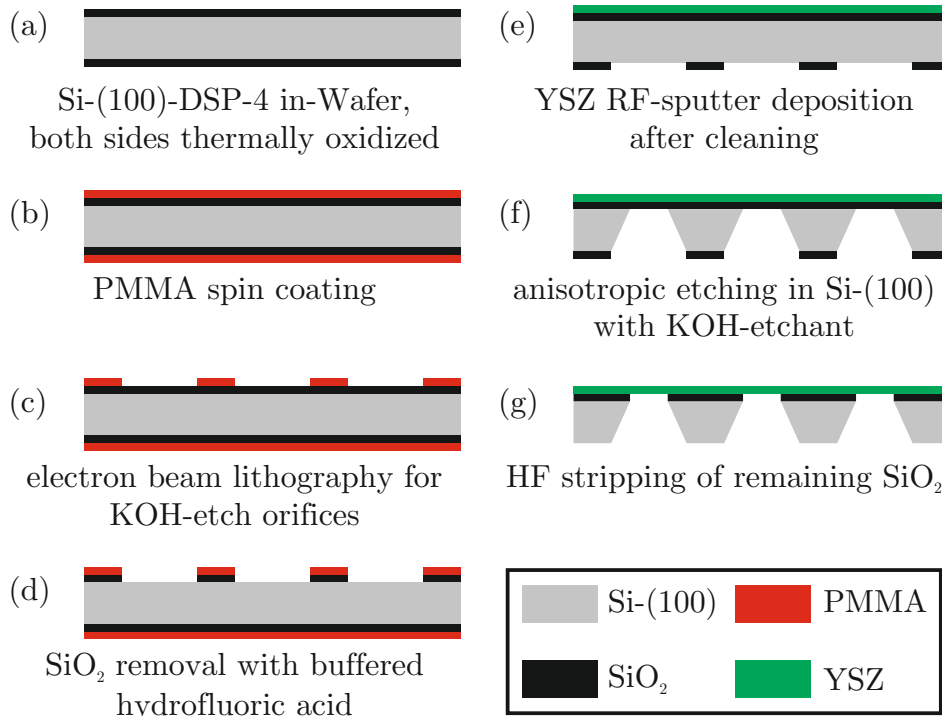 (a)
Si-(100)-DSP-4 in-Wafer,
both sides thermally oxidized
(b)
PMMA spin coating
(c)
electron beam lithography for
KOH-etch orifices
(d)
SiO₂ removal with buffered
hydrofluoric acid
(e)
YSZ RF-sputter deposition
after cleaning
(f)
anisotropic etching in Si-(100)
with KOH-etchant
(g)
HF stripping of remaining SiO₂
Si-(100)
PMMA
SiO₂
YSZ